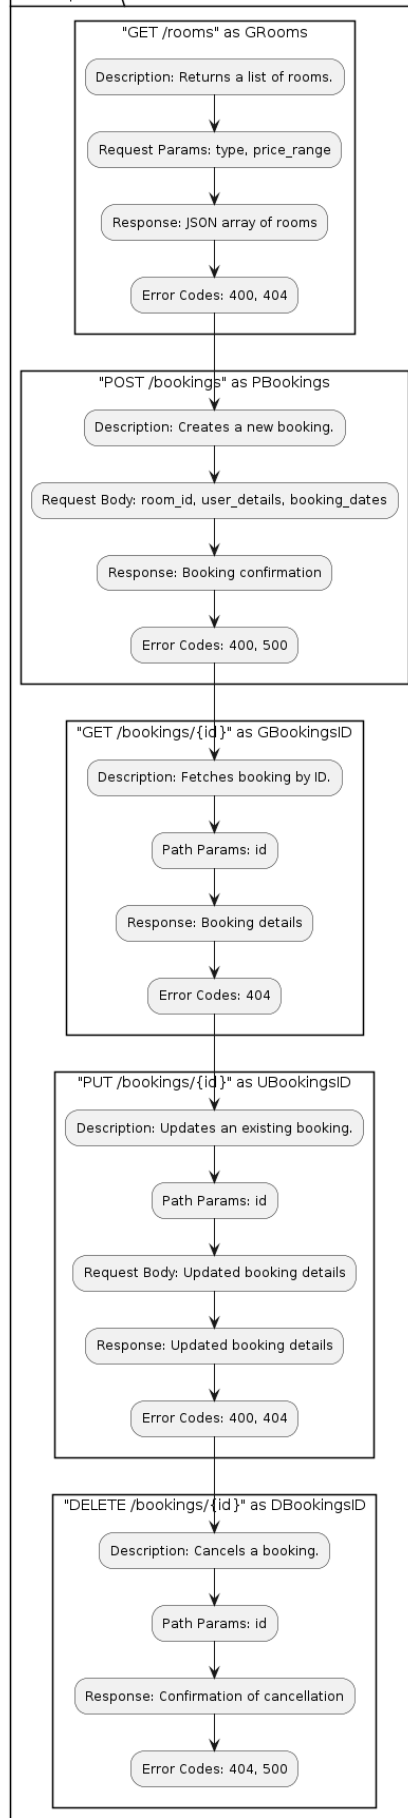 "GET /rooms" as GRooms
Description: Returns a list of rooms.
Request Params: type, price_range
Response: JSON array of rooms
Error Codes: 400, 404
"POST /bookings" as PBookings
Description: Creates a new booking.
Request Body: room_id, user_details, booking_dates
Response: Booking confirmation
Error Codes: 400, 500
"GET /bookings/{id}" as GBookingsID
Description: Fetches booking by ID.
Path Params: id
Response: Booking details
Error Codes: 404
"PUT /bookings/{id}" as UBookingsID
Description: Updates an existing booking.
Path Params: id
Request Body: Updated booking details
Response: Updated booking details
Error Codes: 400, 404
"DELETE /bookings/{id}" as DBookingsID
Description: Cancels a booking.
Path Params: id
Response: Confirmation of cancellation
Error Codes: 404, 500